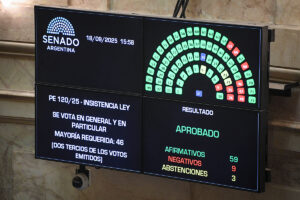 SENADO
ARGENTINA
18/09/2025 15:58
PE 120/25 - INSISTENCIA LEY
SE VOTA EN GENERAL Y EN
PARTICULAR
MAYORÍA REQUERIDA: 46
(DOS TERCIOS DE LOS VOTOS
EMITIDOS)
RESULTADO
APROBADO
AFIRMATIVOS 59
NEGATIVOS 9
ABSTENCIONES 3